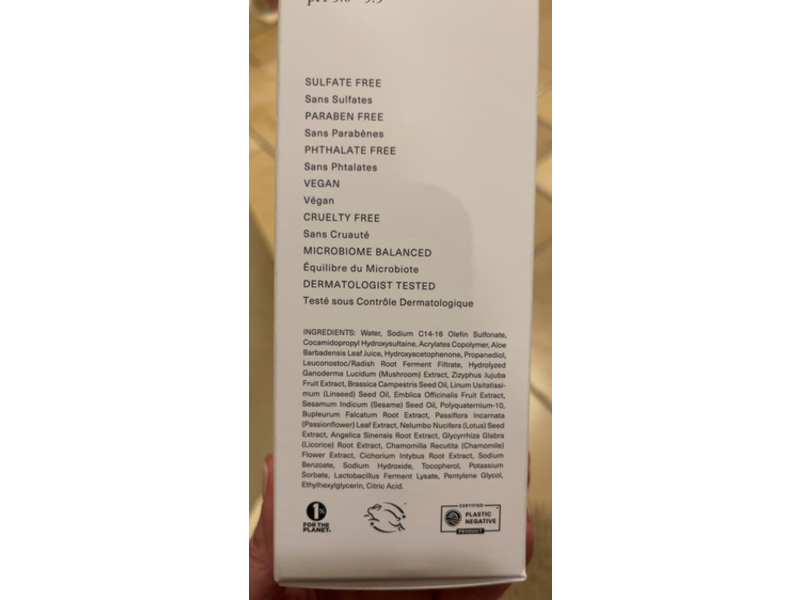 SULFATE FREE
Sans Sulfates
PARABEN FREE
Sans Parabènes
PHTHALATE FREE
Sans Phtalates
VEGAN
Végan
CRUELTY FREE
Sans Cruauté
MICROBIOME BALANCED
Équilibre du Microbiote
DERMATOLOGIST TESTED
Testé sous Contrôle Dermatologique
INGREDIENTS: Water, Sodium C14-16 Olefin Sulfonate,
Cocamidopropyl Hydroxysultaine, Acrylates Copolymer, Aloe
Barbadensis Leaf Juice, Hydroxyacetophenone, Propanediol,
Leuconostoc/Radish Root Ferment Filtrate, Hydrolyzed
Ganoderma Lucidum (Mushroom) Extract, Zizyphus Jujuba
Fruit Extract, Brassica Campestris Seed Oil, Linum Usitatissi-
mum (Linseed) Seed Oil, Emblica Officinalis Fruit Extract,
Sesamum Indicum (Sesame) Seed Oil, Polyquaternium-10,
Bupleurum Falcatum Root Extract, Passiflora Incarnata
(Passionflower) Leaf Extract, Nelumbo Nucifera (Lotus) Seed
Extract, Angelica Sinensis Root Extract, Glycyrrhiza Glabra
(Licorice) Root Extract, Chamomilla Recutita (Chamomile)
Flower Extract, Cichorium Intybus Root Extract, Sodium
Benzoate, Sodium Hydroxide, Tocopherol, Potassium
Sorbate, Lactobacillus Ferment Lysate, Pentylene Glycol,
Ethylhexylglycerin, Citric Acid.
1%
FOR THE
PLANET.
CERTIFIED
PLASTIC
NEGATIVE
PRODUCT